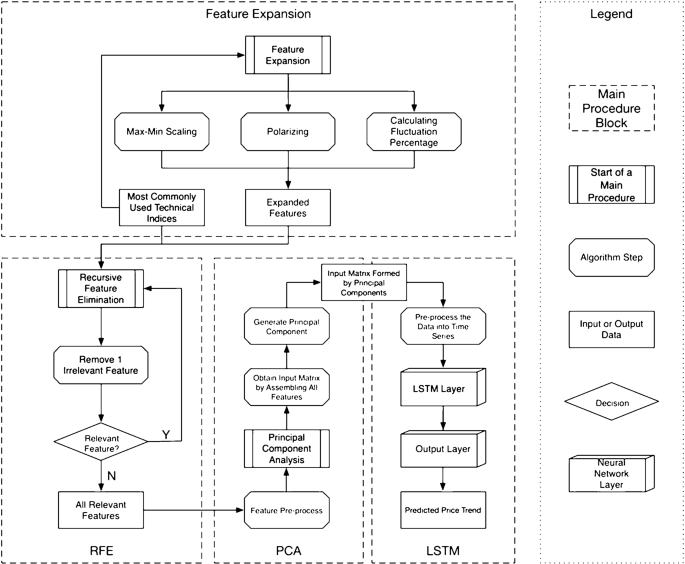 Feature Expansion
Feature
Expansion
Max-Min Scaling
Polarizing
Calculating
Fluctuation
Percentage
Most Commonly
Used Technical
Indices
Expanded
Features
Recursive
Feature
Elimination
Remove 1
Irrelevant Feature
Relevant
Feature?
Y
N
All Relevant
Features
RFE
Input Matrix Formed
by Principal
Components
Generate Principal
Component
Obtain Input Matrix
by Assembling All
Features
Principal
Component
Analysis
Feature Pre-process
PCA
Pre-process the
Data into Time
Series
LSTM Layer
Output Layer
Predicted Price Trend
LSTM
Legend
Main
Procedure
Block
Start of a
Main
Procedure
Algorithm Step
Input or Output
Data
Decision
Neural
Network
Layer